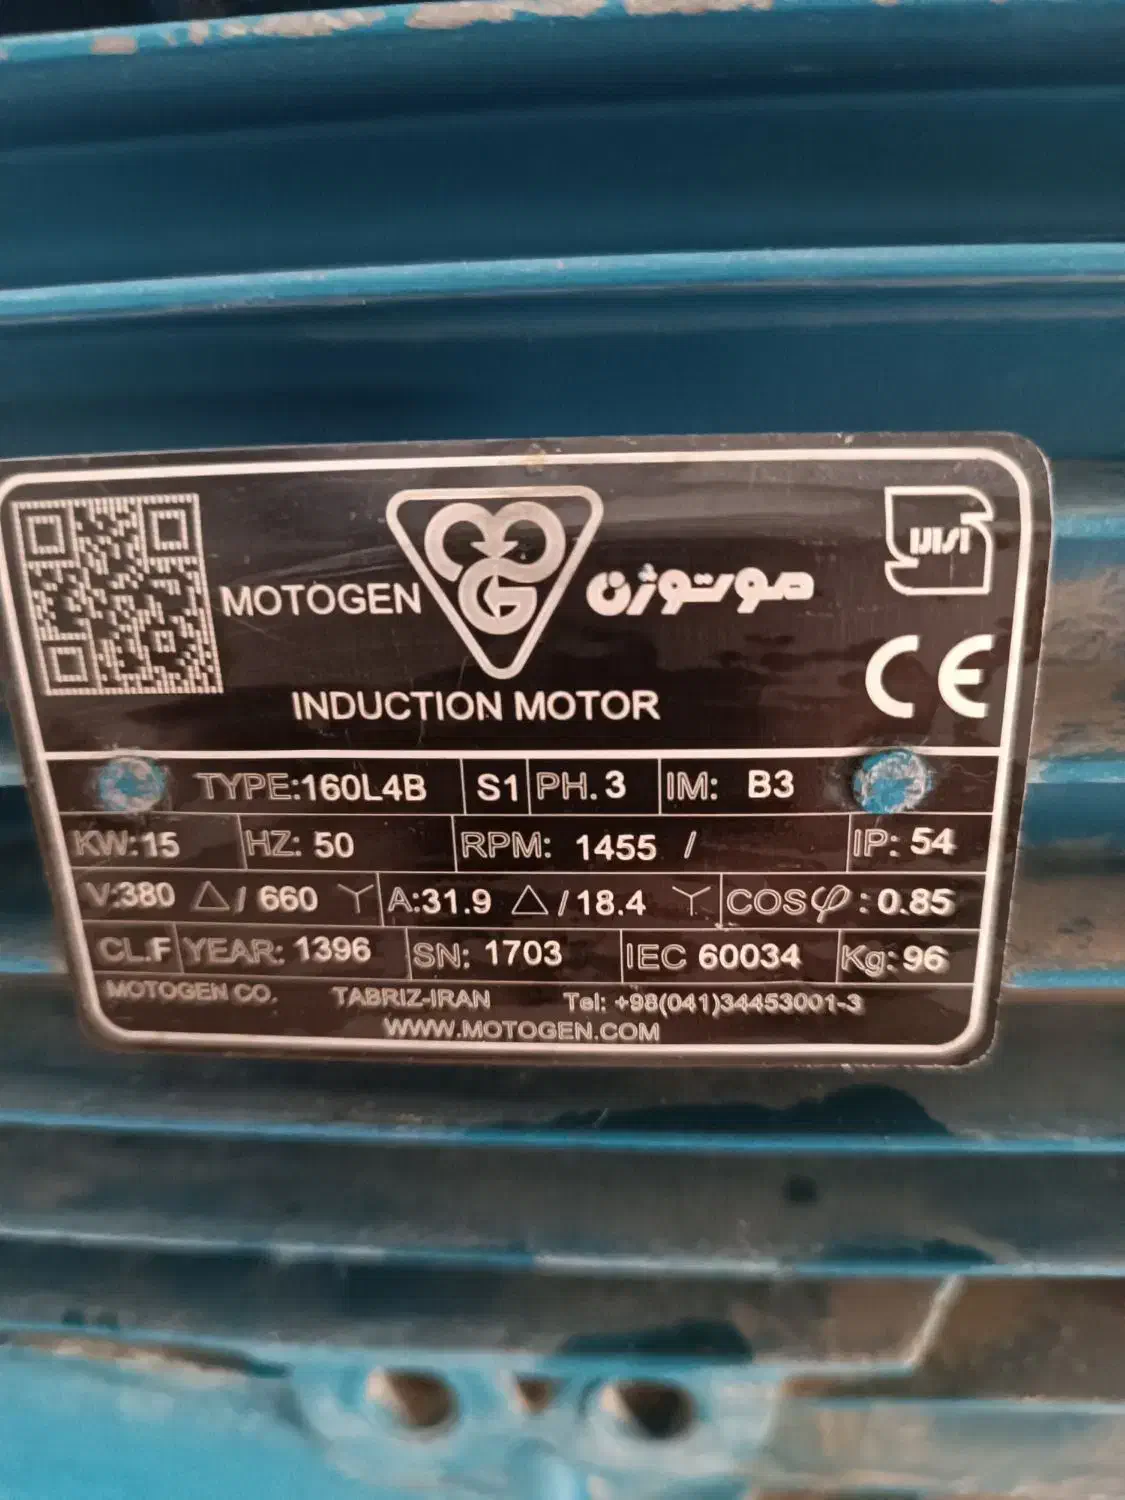 MOTOGEN
موتوژن
INDUCTION MOTOR
CE
TYPE:160L4B S1 PH.3 IM: B3
KW:15 HZ: 50 RPM: 1455 / IP: 54
V:380 △/ 660 Y A:31.9 △/18.4 Y COSφ:0.85
CL.F YEAR: 1396 SN: 1703 IEC 60034 Kg:96
MOTOGEN CO. TABRIZ-IRAN Tel: +98(041)34453001-3
WWW.MOTOGEN.COM